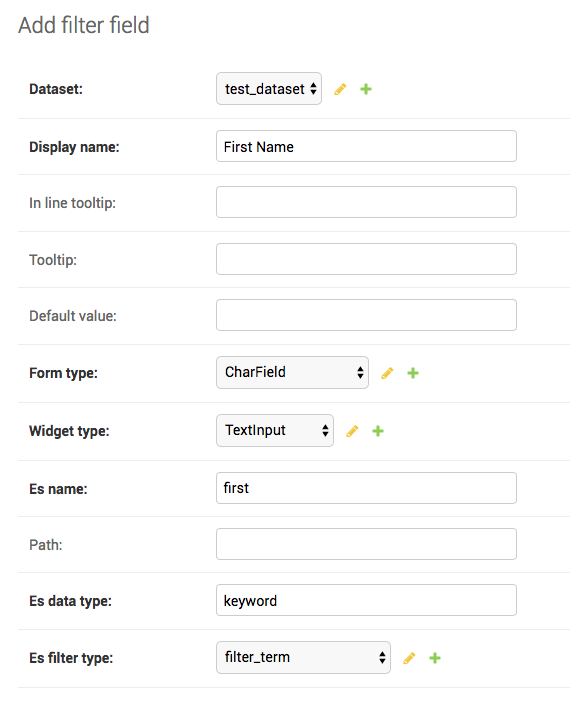 Add filter field
Dataset: test_dataset
Display name: First Name
In line tooltip:
Tooltip:
Default value:
Form type: CharField
Widget type: TextInput
Es name: first
Path:
Es data type: keyword
Es filter type: filter_term